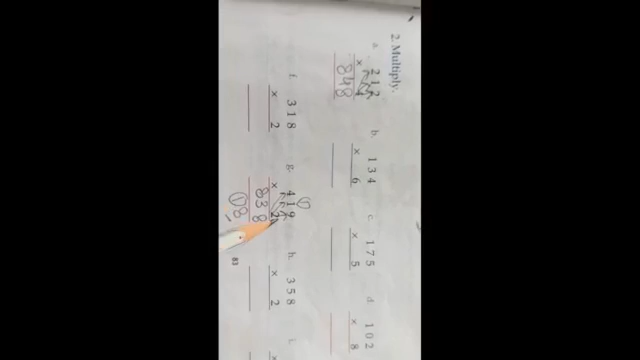 2. Multiply.
a. 212 b. 134 c. 175 d. 102
× 4 × 6 × 5 × 8
848
f. 318 g. 419 h. 358 i.
× 2 × 2 × 2 ×
838
18
83